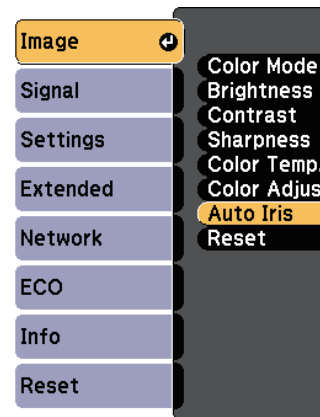 Image
Signal
Settings
Extended
Network
ECO
Info
Reset
Color Mode
Brightness
Contrast
Sharpness
Color Temp.
Color Adjus
Auto Iris
Reset